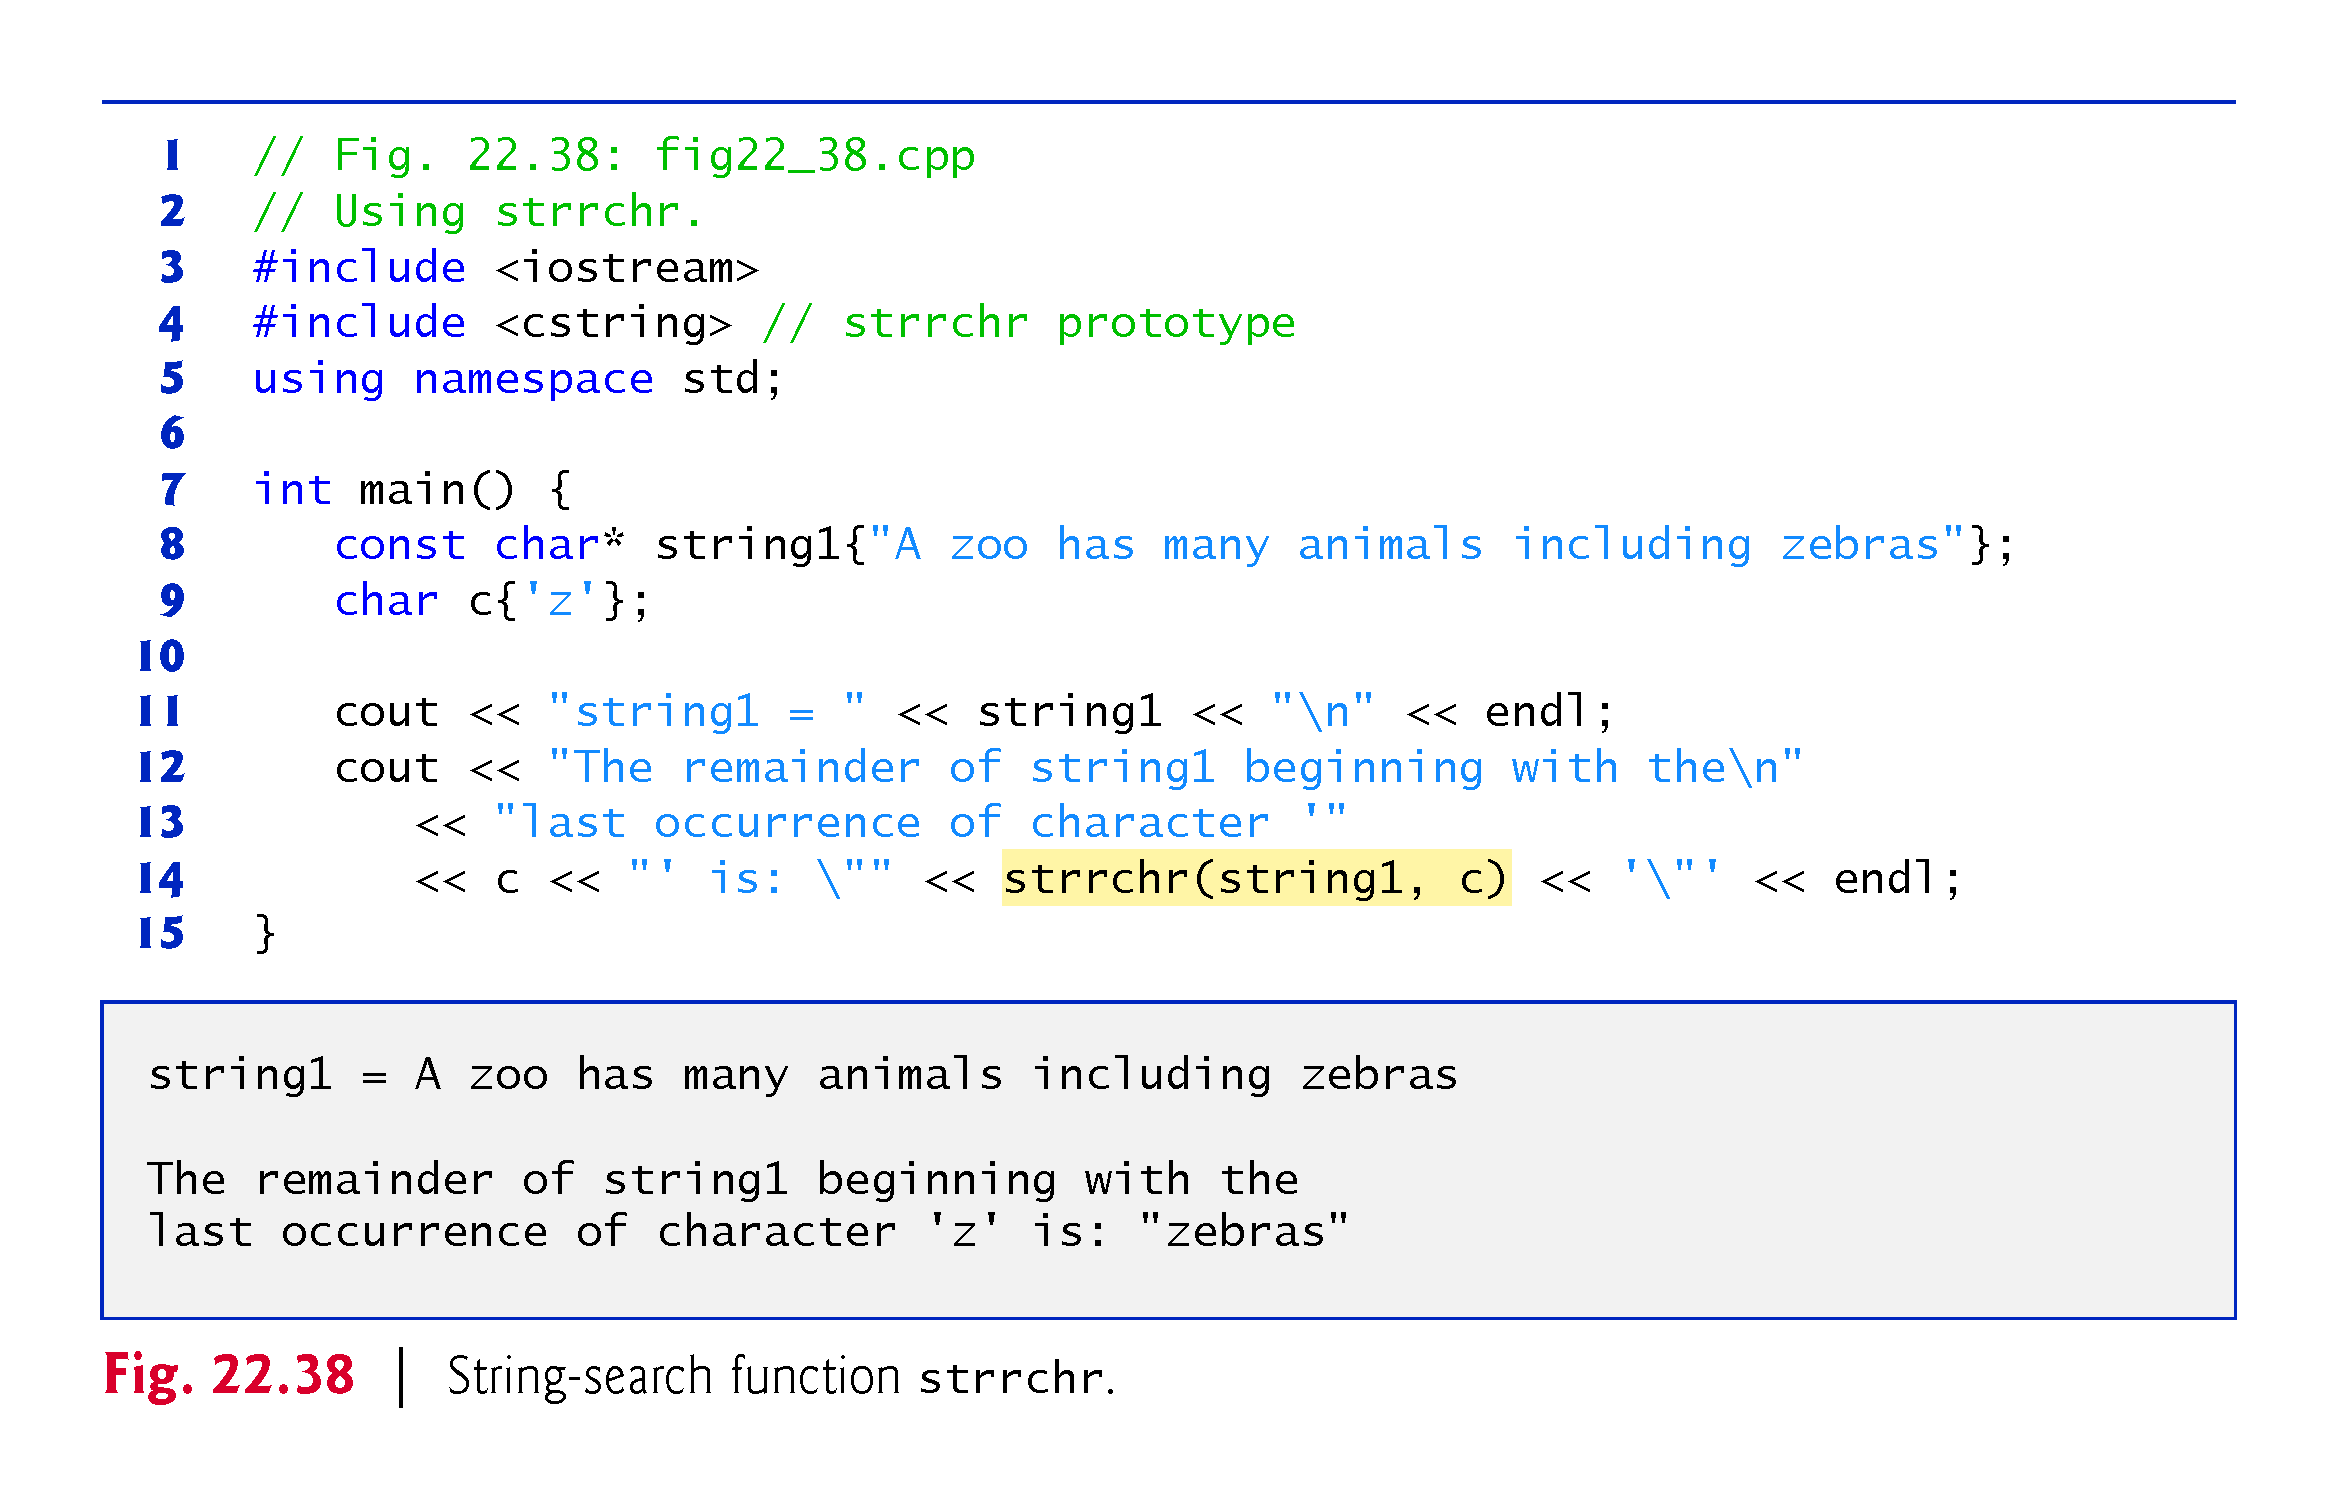 1 // Fig. 22.38: fig22_38.cpp
2 // Using strrchr.
3 #include <iostream>
4 #include <cstring> // strrchr prototype
5 using namespace std;
6
7 int main() {
8    const char* string1{"A zoo has many animals including zebras"};
9    char c{'z'};
10
11    cout << "string1 = " << string1 << "\n" << endl;
12    cout << "The remainder of string1 beginning with the\n"
13       << "last occurrence of character '"
14       << c << "' is: \"" << strrchr(string1, c) << '\"' << endl;
15 }
string1 = A zoo has many animals including zebras
The remainder of string1 beginning with the
last occurrence of character 'z' is: "zebras"
Fig. 22.38 | String-search function strrchr.